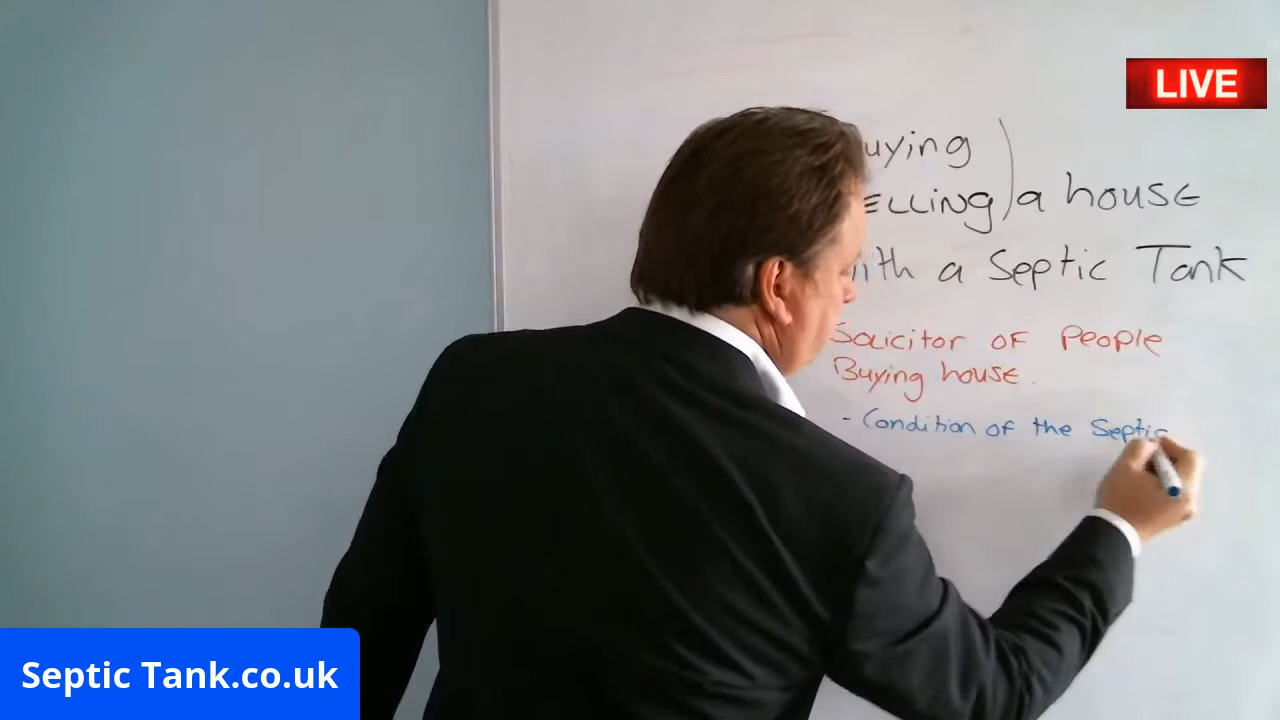 LIVE
uying
ELLING) a house
ith a Septic Tank
Solicitor of People
Buying house.
- Condition of the Septic
Septic Tank.co.uk